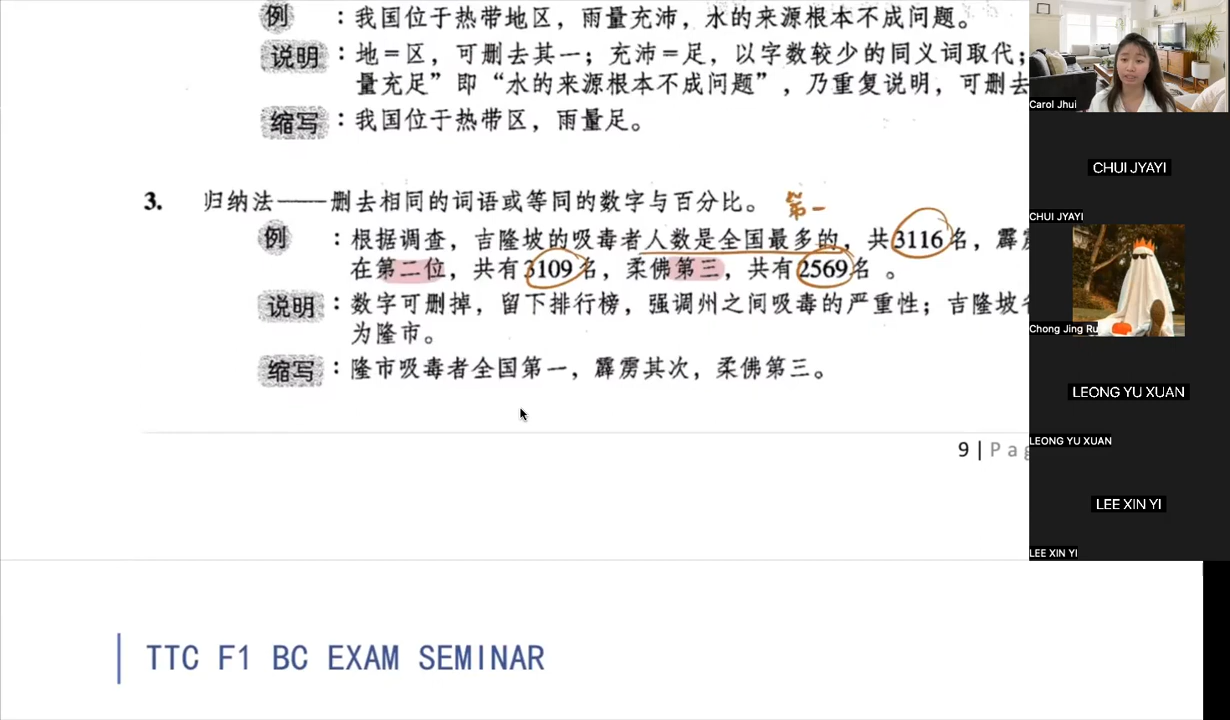 例 ：我国位于热带地区，雨量充沛，水的来源根本不成问题。
说明 ：地＝区，可删去其一；充沛＝足，以字数较少的同义词取代；
量充足”即“水的来源根本不成问题”，乃重复说明，可删去
缩写 ：我国位于热带区，雨量足。
3. 归纳法——删去相同的词语或等同的数字与百分比。 第一
例 ：根据调查，吉隆坡的吸毒者人数是全国最多的，共3116名，霹
在第二位，共有3109名，柔佛第三，共有2569名 。
说明 ：数字可删掉，留下排行榜，强调州之间吸毒的严重性；吉隆坡
为隆市。
缩写 ：隆市吸毒者全国第一，霹雳其次，柔佛第三。
9 | Pa
TTC F1 BC EXAM SEMINAR
Carol Jhui
CHUI JYAYI
CHUI JYAYI
Chong Jing Ru
LEONG YU XUAN
LEONG YU XUAN
LEE XIN YI
LEE XIN YI